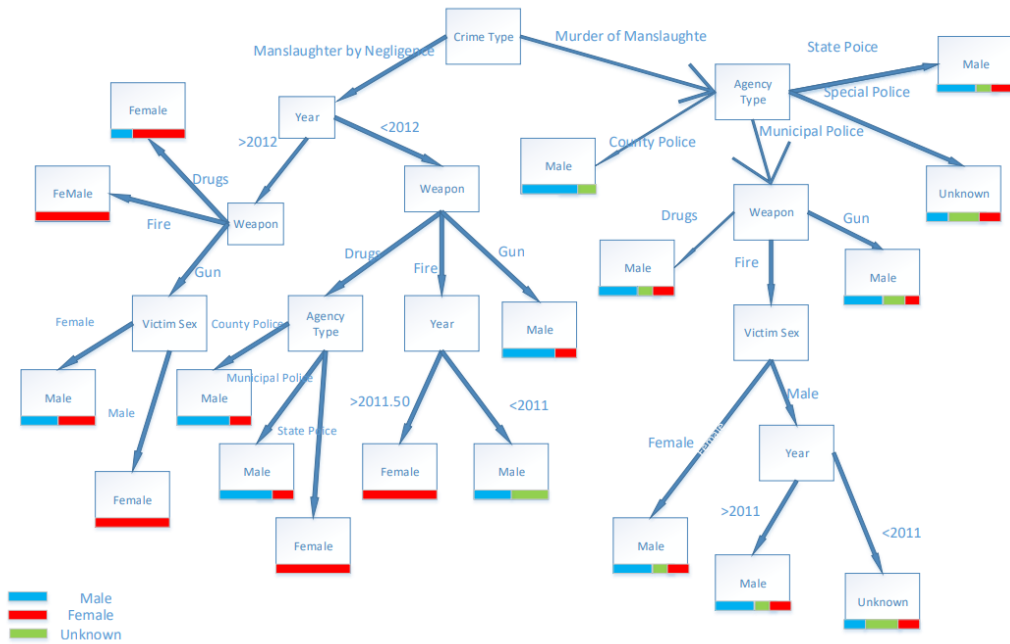 Crime Type
Manslaughter by Negligence
Murder of Manslaughte
State Poice
Male
Agency
Type
Special Police
Female
Year
>2012
<2012
County Police
Municipal Police
Male
Weapon
Unknown
Drugs
FeMale
Fire
Weapon
Drugs
Weapon
Gun
Male
Fire
Male
Gun
Drugs
Fire
Gun
Female
Victim Sex
County Police
Agency
Type
Year
Male
Victim Sex
Male
Male
Municipal Police
Male
>2011.50
<2011
Male
State Poice
Female
Female
Year
Male
Female
Male
Female
Female
>2011
<2011
Male
Male
Unknown
Male
Female
Unknown